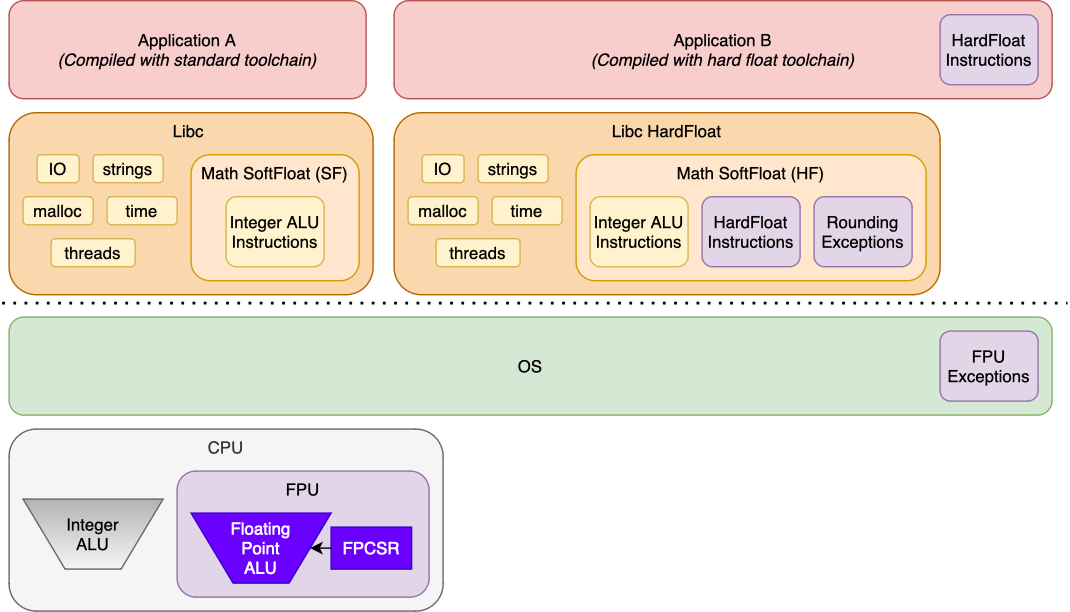 Application A
(Compiled with standard toolchain)
Application B
(Compiled with hard float toolchain)
HardFloat
Instructions
Libc
IO
strings
malloc
time
threads
Math SoftFloat (SF)
Integer ALU
Instructions
Libc HardFloat
IO
strings
malloc
time
threads
Math SoftFloat (HF)
Integer ALU
Instructions
HardFloat
Instructions
Rounding
Exceptions
OS
FPU
Exceptions
CPU
Integer
ALU
FPU
Floating
Point
ALU
FPCSR